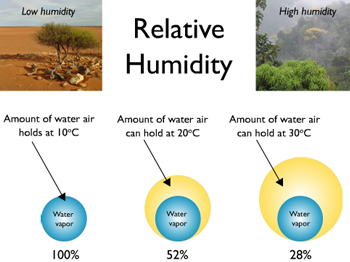 Low humidity
Relative
Humidity
High humidity
Amount of water air
holds at 10°C
Amount of water air
can hold at 20°C
Amount of water air
can hold at 30°C
Water
vapor
Water
vapor
Water
vapor
100%
52%
28%